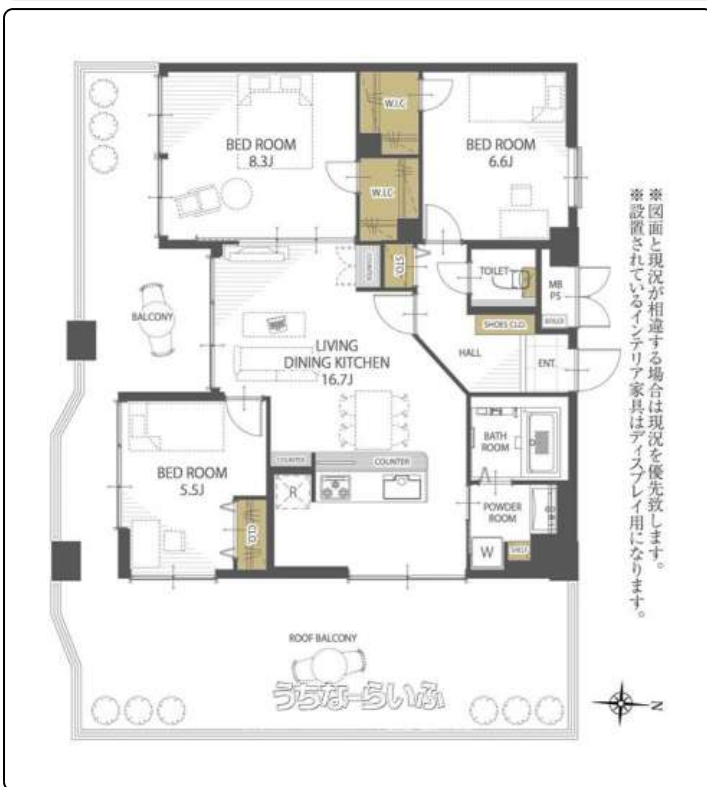 W.I.C
BED ROOM
8.3J
BED ROOM
6.6J
W.I.C
STO.
COUNTER
TOILET
MB
PS
SHOES CLO.
BALCONY
LIVING
DINING KITCHEN
16.7J
HALL
ENT.
BED ROOM
5.5J
COUNTER
COUNTER
BATH
ROOM
R
CLO.
POWDER
ROOM
W
SHELF
ROOF BALCONY
うちなーらいふ
N
※図面と現況が相違する場合は現況を優先致します。
※設置されているインテリア家具はディスプレイ用になります。